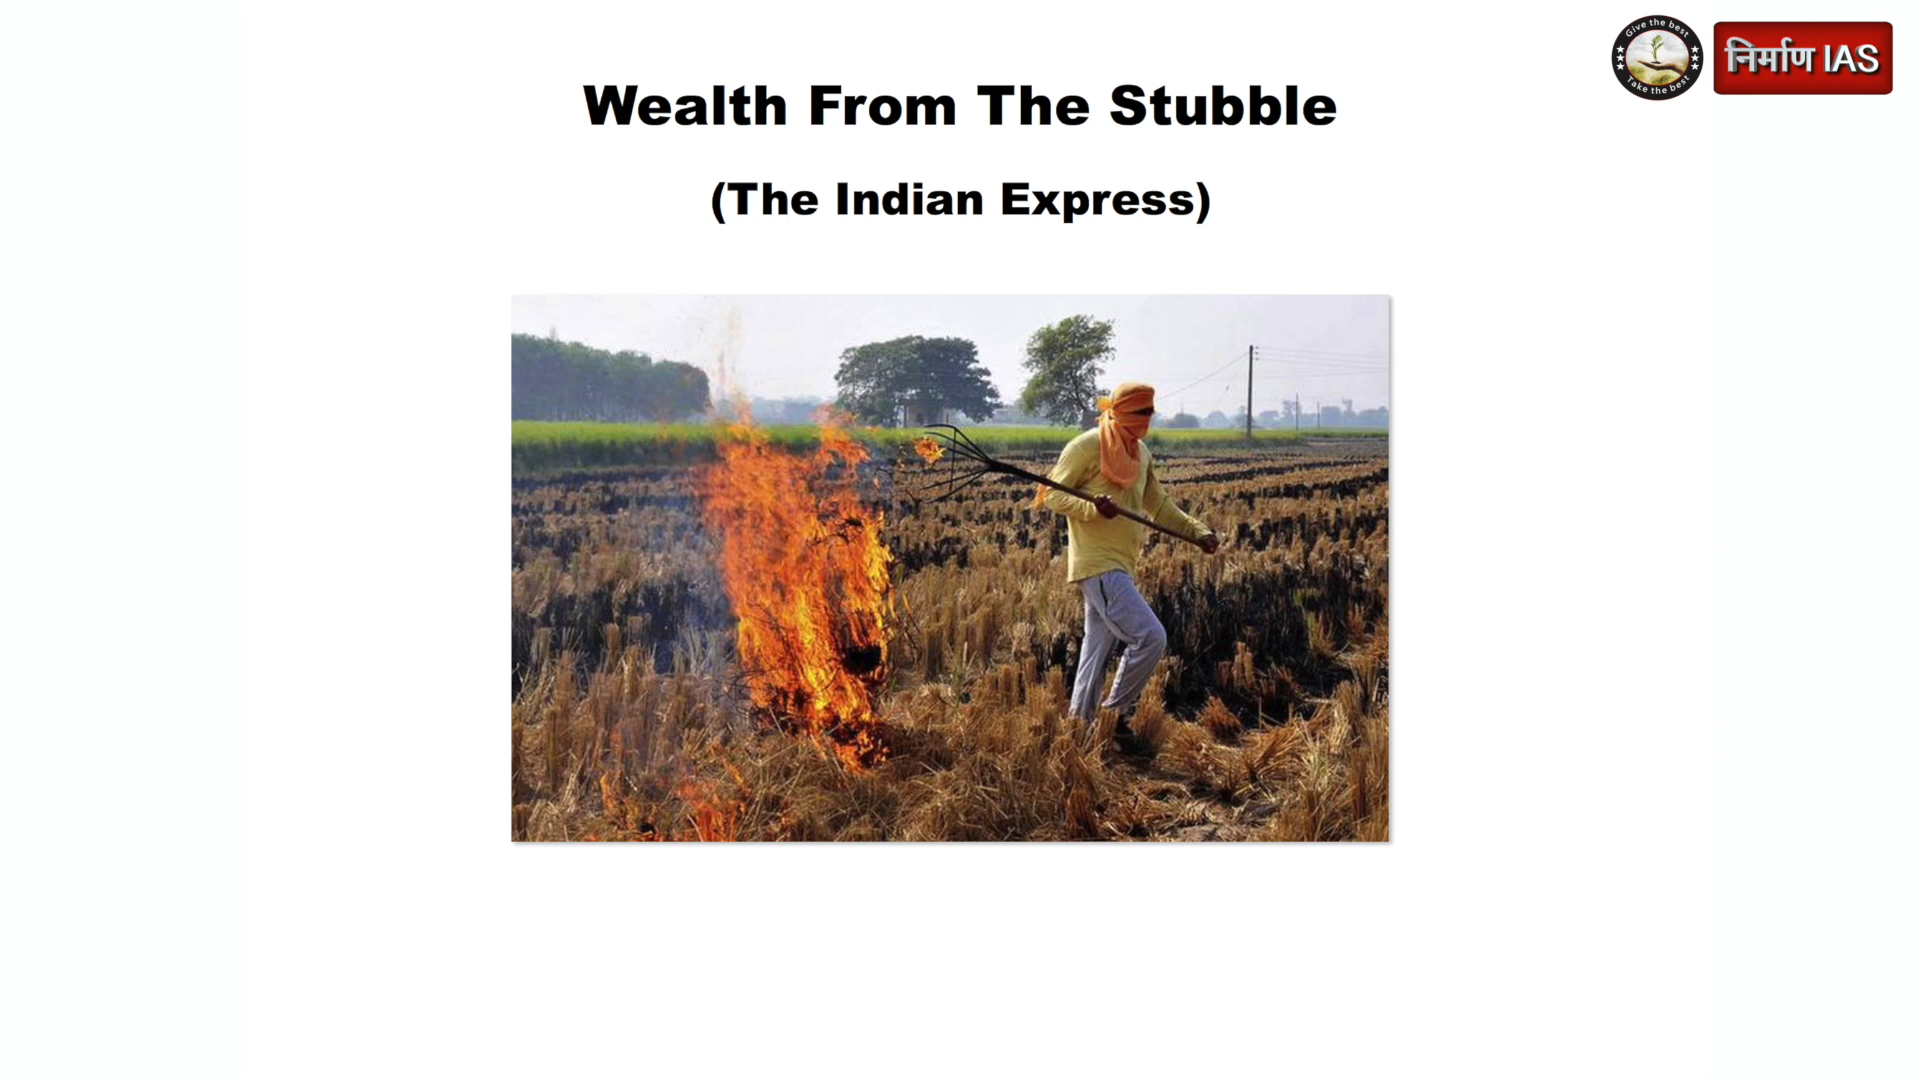 Give the best
Take the best
निर्माण IAS
Wealth From The Stubble
(The Indian Express)